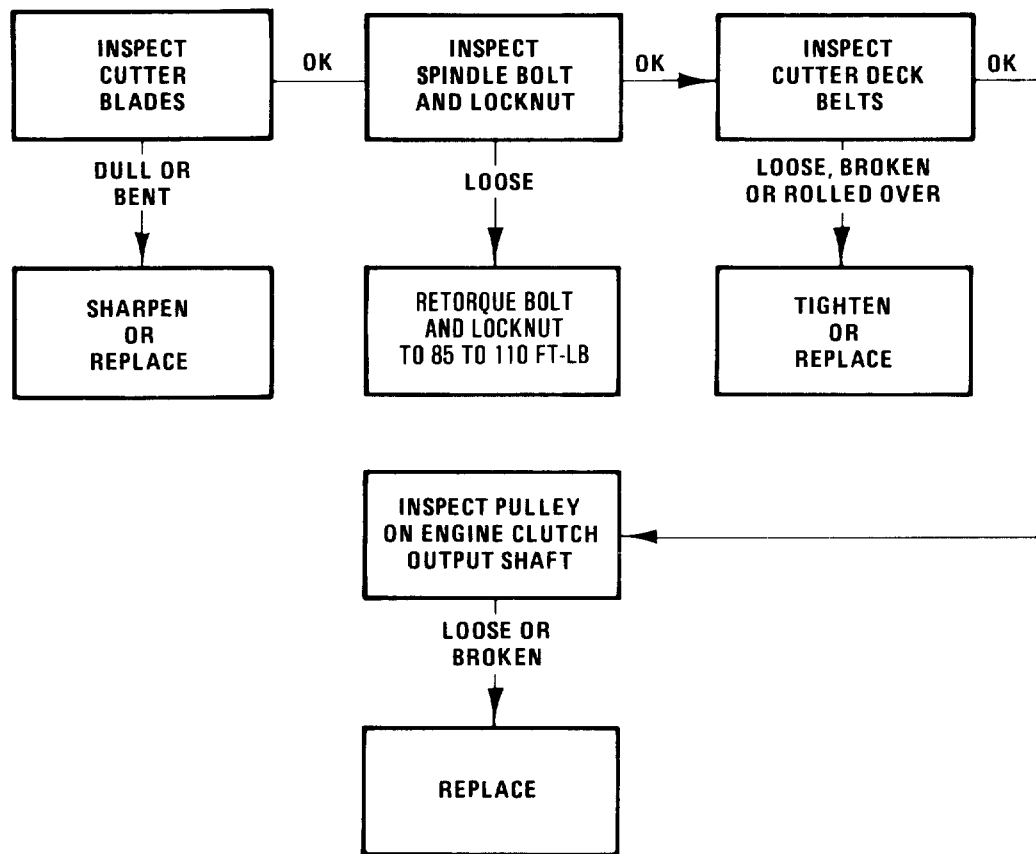 INSPECT
CUTTER
BLADES
OK
INSPECT
SPINDLE BOLT
AND LOCKNUT
OK
INSPECT
CUTTER DECK
BELTS
OK
DULL OR
BENT
LOOSE
LOOSE, BROKEN
OR ROLLED OVER
SHARPEN
OR
REPLACE
RETORQUE BOLT
AND LOCKNUT
TO 85 TO 110 FT-LB
TIGHTEN
OR
REPLACE
INSPECT PULLEY
ON ENGINE CLUTCH
OUTPUT SHAFT
LOOSE OR
BROKEN
REPLACE